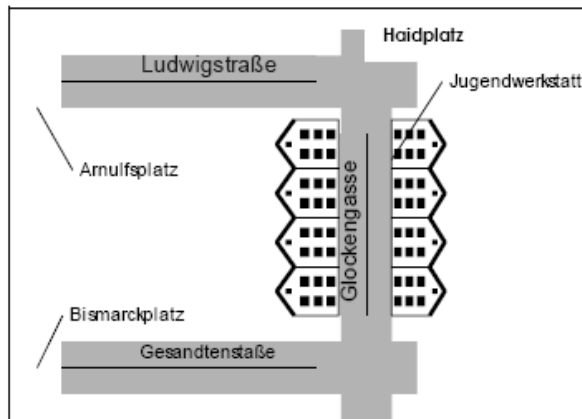 Haidplatz
Ludwigstraße
Jugendwerkstatt
Arnulfsplatz
Glockengasse
Bismarckplatz
Gesandtenstaße